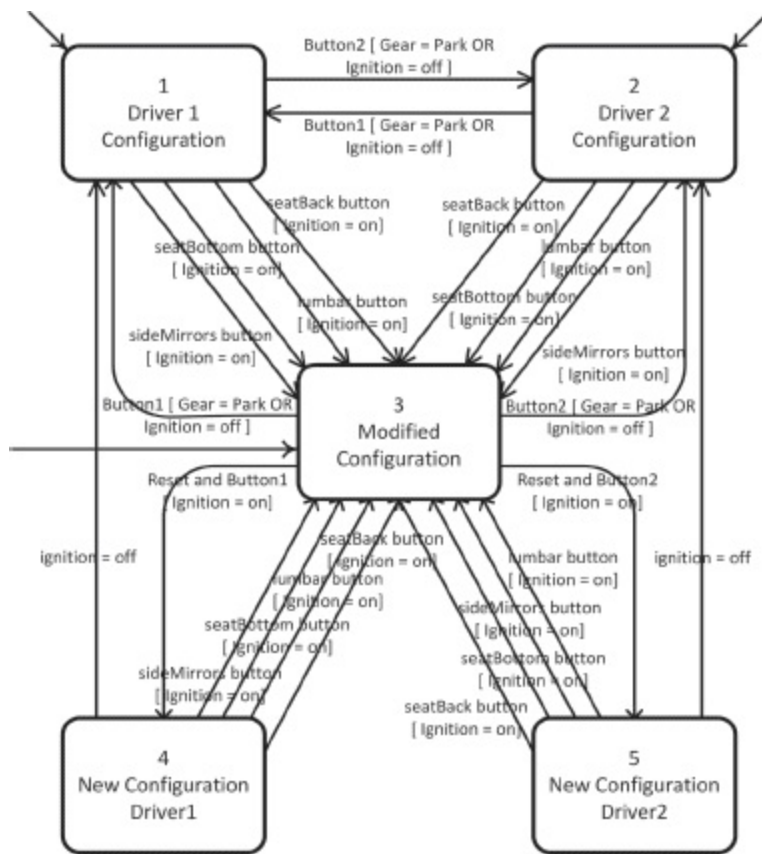 Button2 [ Gear = Park OR
Ignition = off ]
1
Driver 1
Configuration
2
Driver 2
Configuration
Button1 [ Gear = Park OR
Ignition = off ]
seatBack button
[ Ignition = on]
seatBack button
[ Ignition = on]
seatBottom button
[ Ignition = on]
lumbar button
[ Ignition = on]
lumbar button
[ Ignition = on]
seatBottom button
[ Ignition = on]
sideMirrors button
[ Ignition = on]
sideMirrors button
[ Ignition = on]
Button1 [ Gear = Park OR
Ignition = off ]
3
Modified
Configuration
Button2 [ Gear = Park OR
Ignition = off ]
Reset and Button1
[ Ignition = on]
Reset and Button2
[ Ignition = on]
ignition = off
seatBack button
[ Ignition = on]
lumbar button
[ Ignition = on]
ignition = off
lumbar button
[ Ignition = on]
seatBottom button
[ Ignition = on]
sideMirrors button
[ Ignition = on]
sideMirrors button
[ Ignition = on]
seatBottom button
[ Ignition = on]
seatBack button
[ Ignition = on]
4
New Configuration
Driver1
5
New Configuration
Driver2